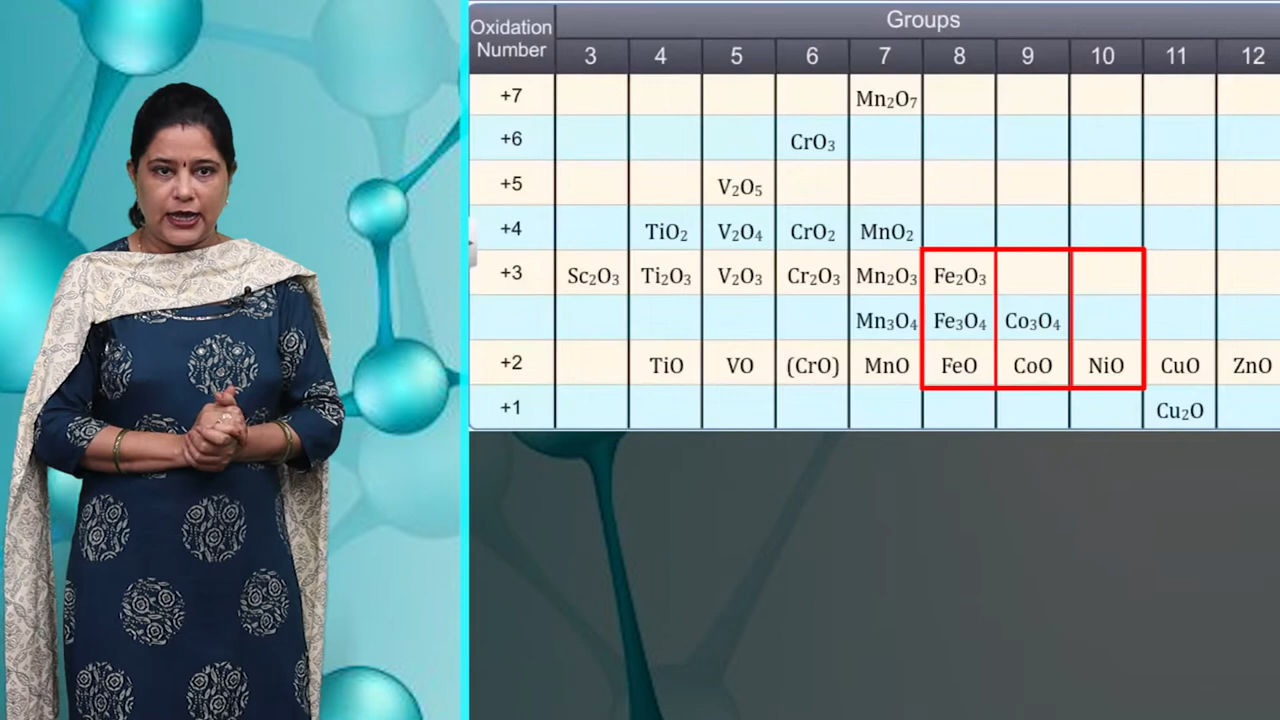 Oxidation Number Groups
3 4 5 6 7 8 9 10 11 12
+7 Mn₂O₇
+6 CrO₃
+5 V₂O₅
+4 TiO₂ V₂O₄ CrO₂ MnO₂
+3 Sc₂O₃ Ti₂O₃ V₂O₃ Cr₂O₃ Mn₂O₃ Fe₂O₃
Mn₃O₄ Fe₃O₄ Co₃O₄
+2 TiO VO (CrO) MnO FeO CoO NiO CuO ZnO
+1 Cu₂O